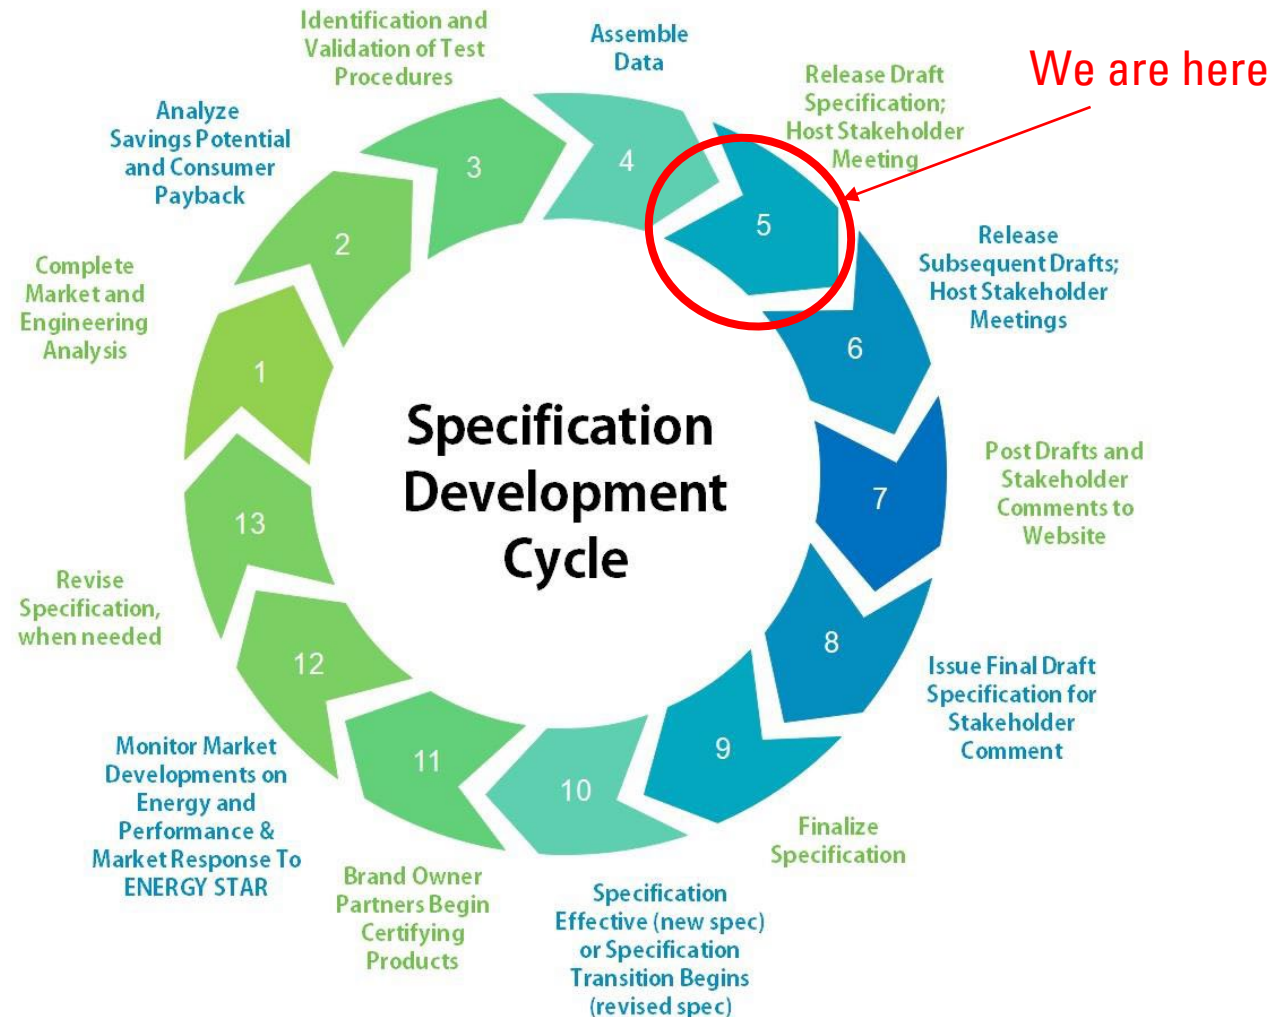 We are here
Specification
Development
Cycle
1
Complete
Market and
Engineering
Analysis
2
Analyze
Savings Potential
and Consumer
Payback
3
Identification and
Validation of Test
Procedures
4
Assemble
Data
5
Release Draft
Specification;
Host Stakeholder
Meeting
6
Release
Subsequent Drafts;
Host Stakeholder
Meetings
7
Post Drafts and
Stakeholder
Comments to
Website
8
Issue Final Draft
Specification for
Stakeholder
Comment
9
Finalize
Specification
10
Specification
Effective (new spec)
or Specification
Transition Begins
(revised spec)
11
Brand Owner
Partners Begin
Certifying
Products
12
Monitor Market
Developments on
Energy and
Performance &
Market Response To
ENERGY STAR
13
Revise
Specification,
when needed